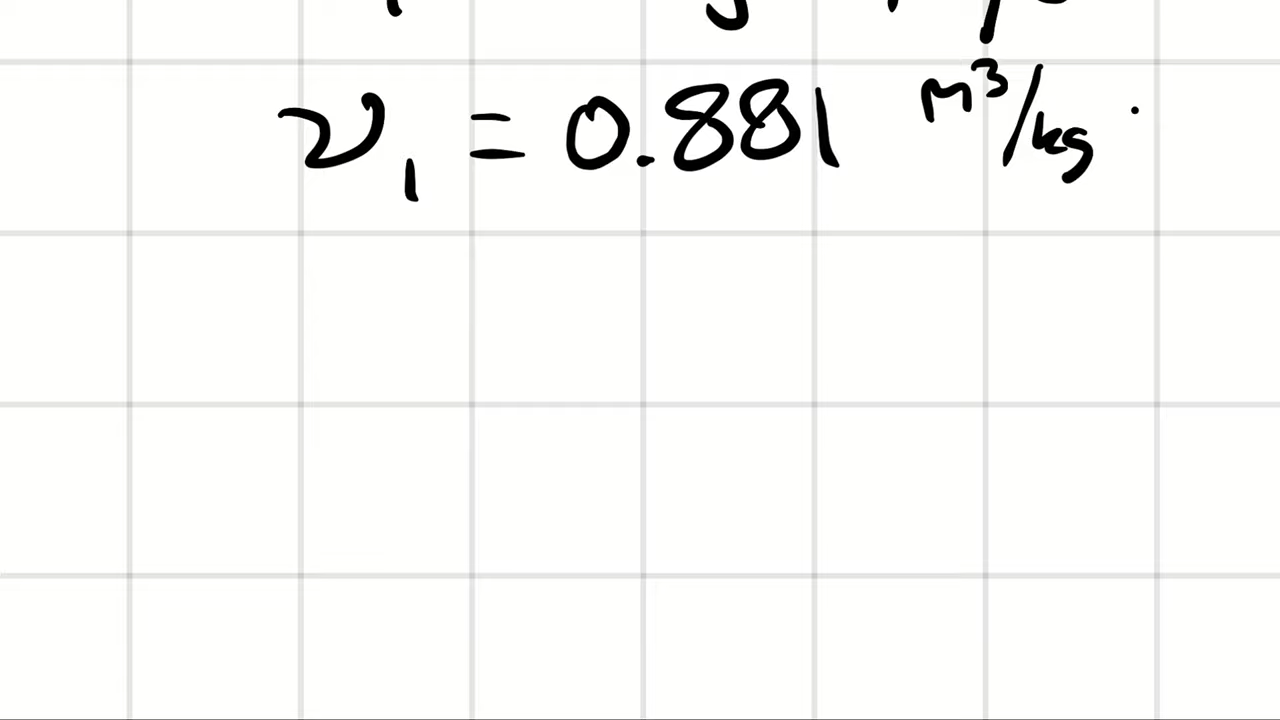 v₁ = 0.881 m³/kg .